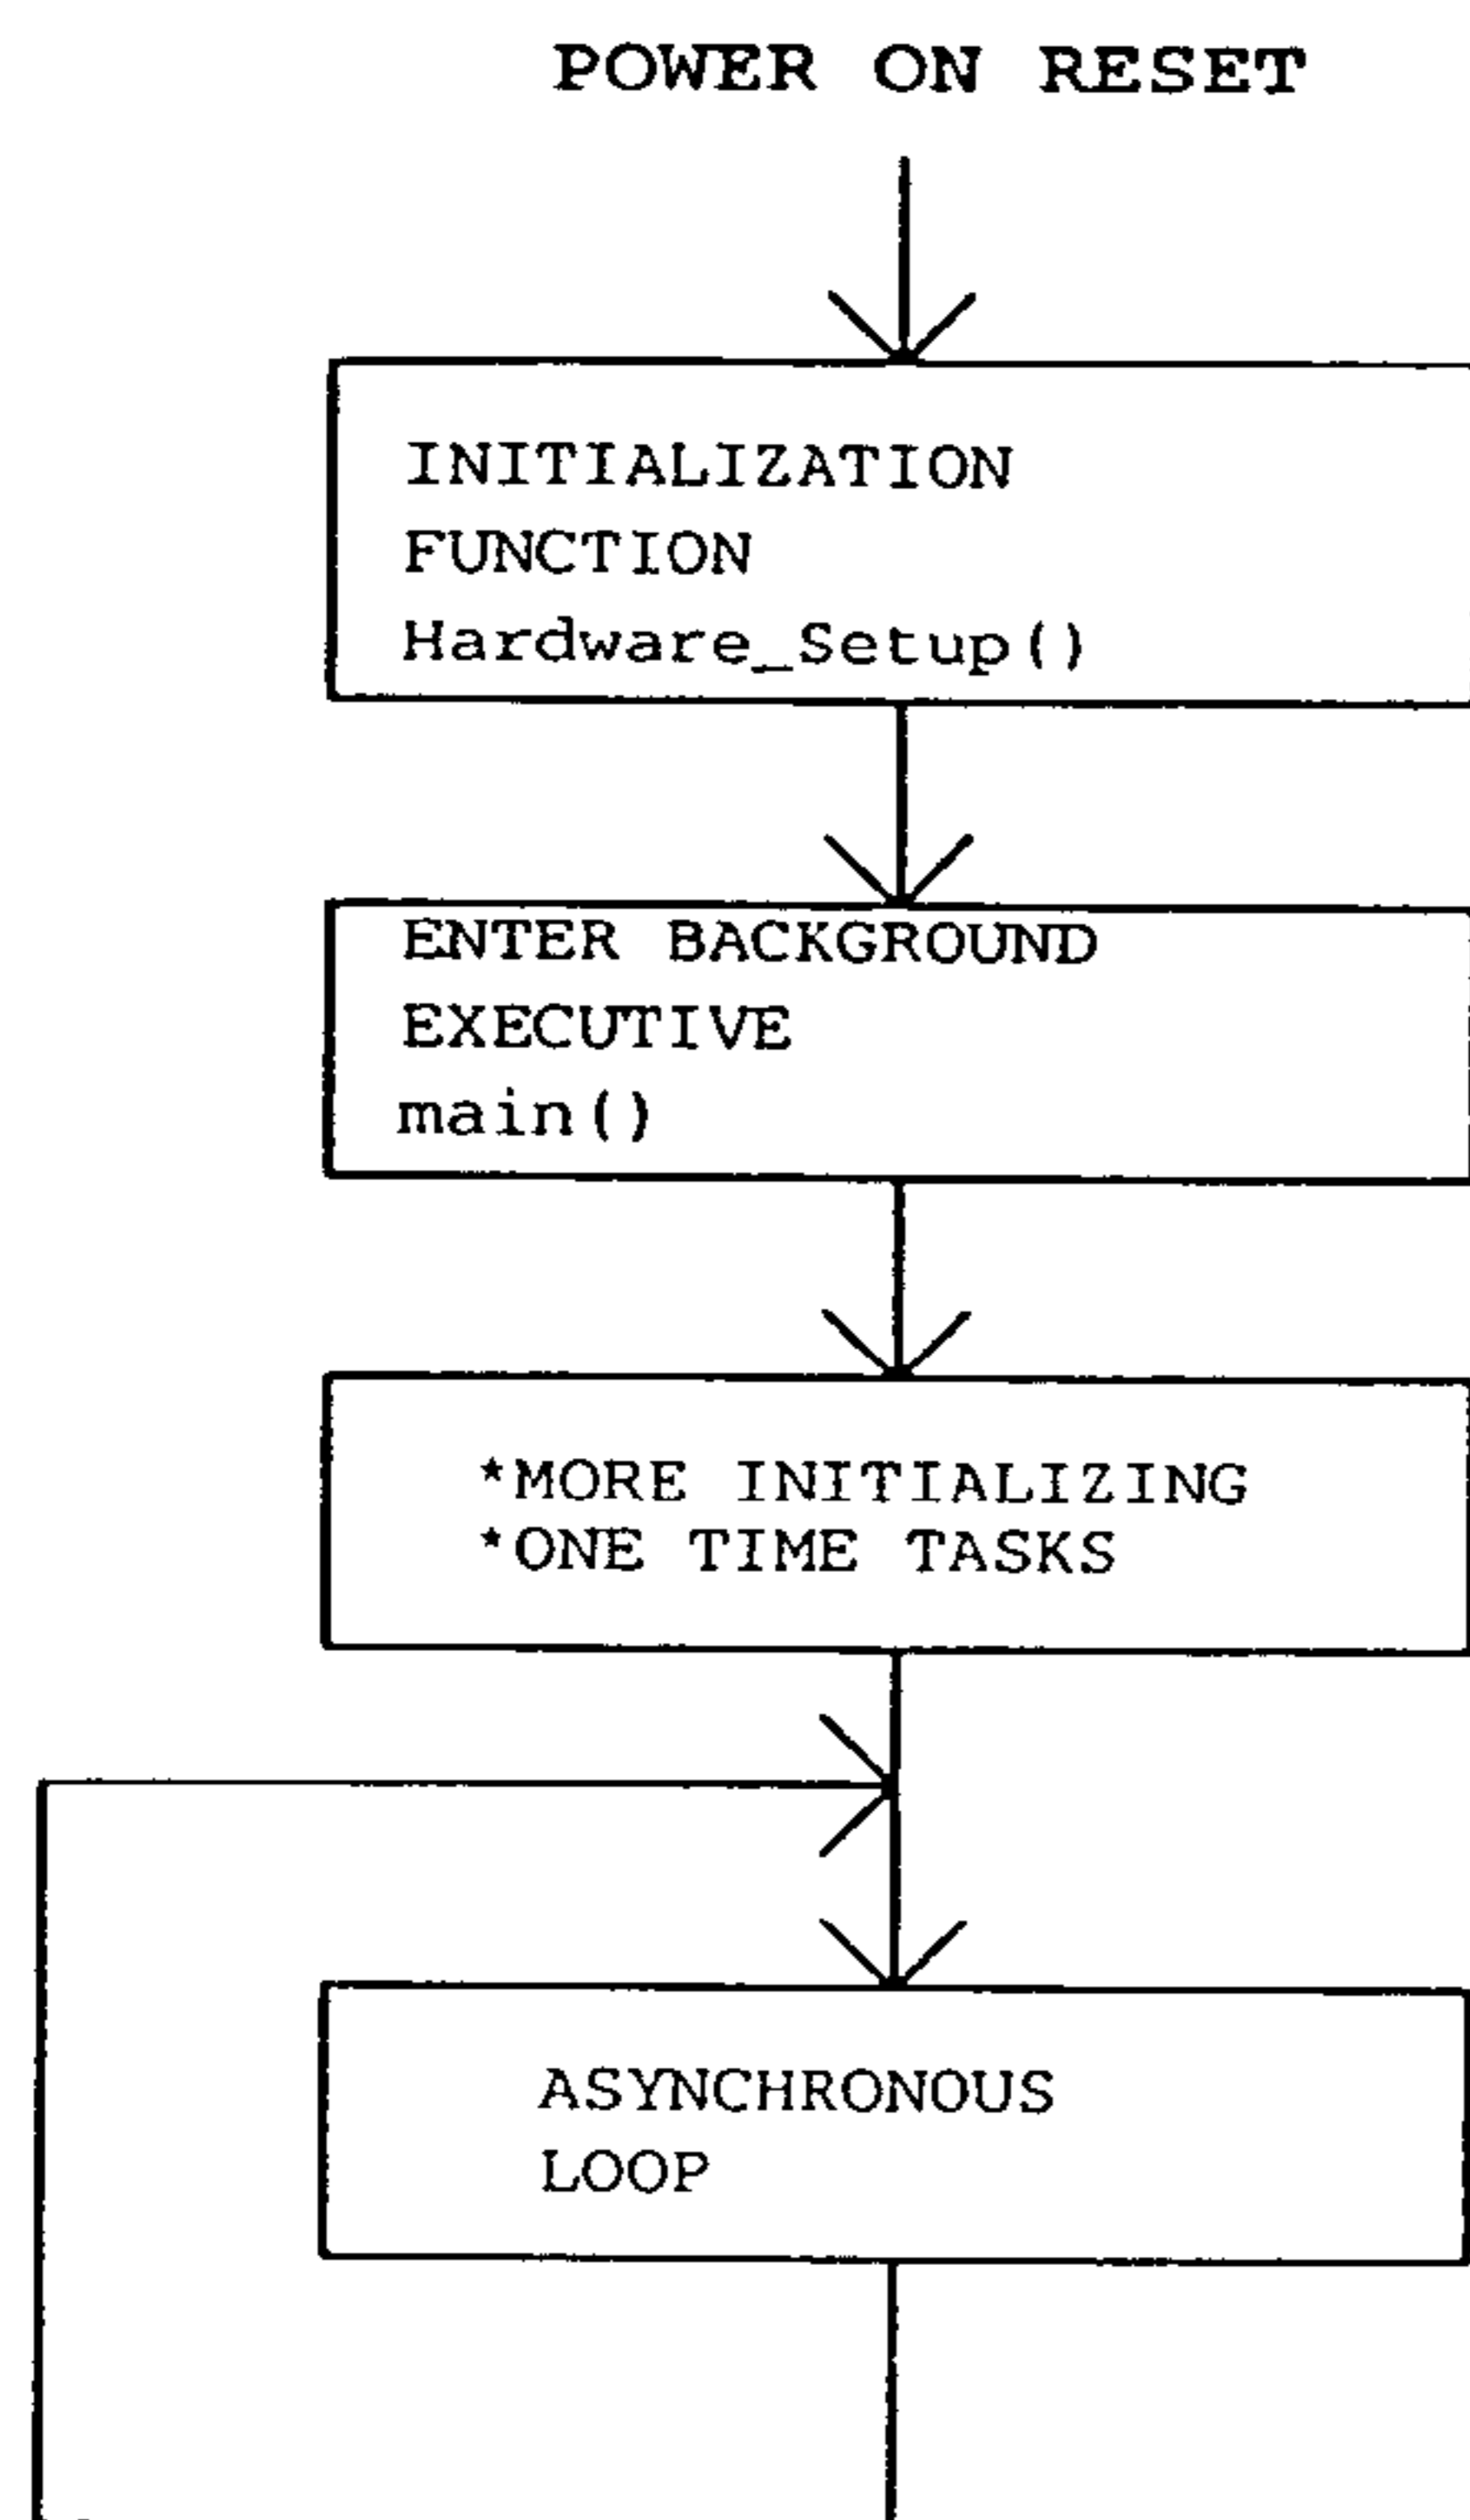 POWER ON RESET
INITIALIZATION
FUNCTION
Hardware_Setup()
ENTER BACKGROUND
EXECUTIVE
main()
*MORE INITIALIZING
*ONE TIME TASKS
ASYNCHRONOUS
LOOP